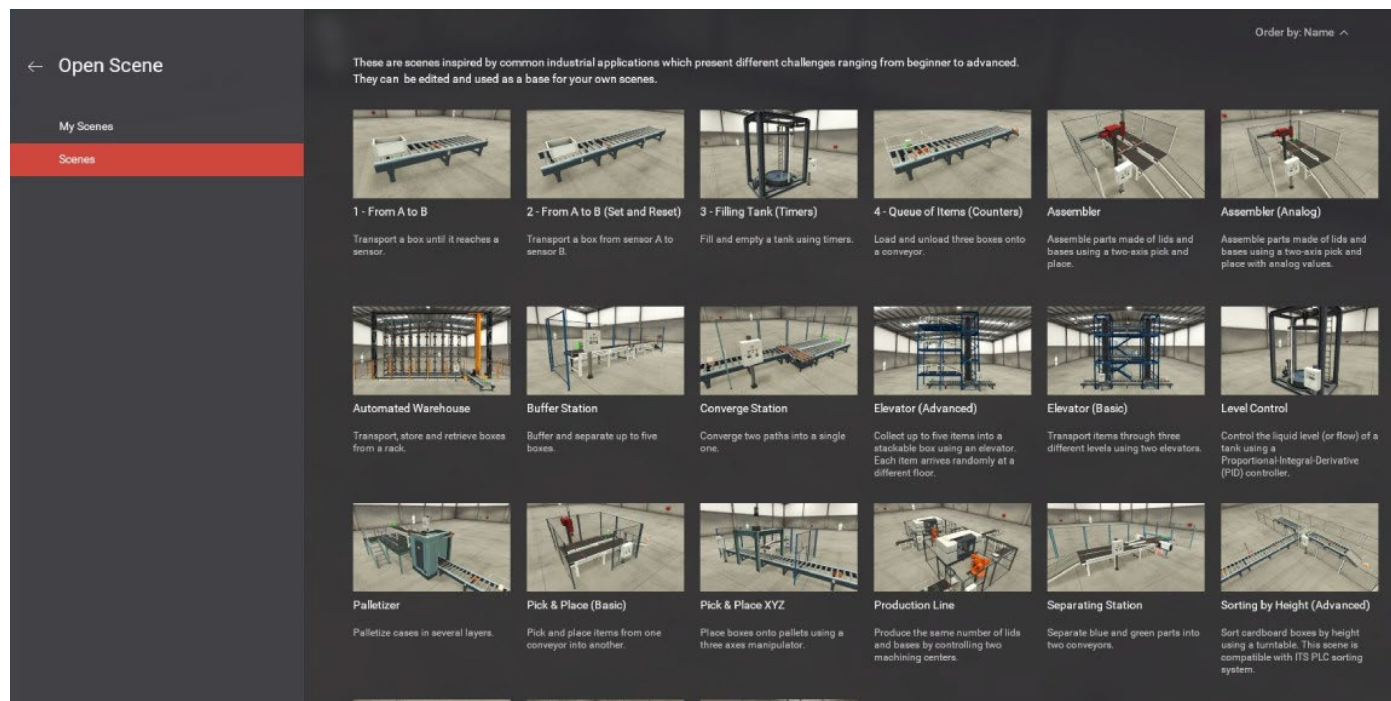 Order by: Name
Open Scene
My Scenes
Scenes
These are scenes inspired by common industrial applications which present different challenges ranging from beginner to advanced.
They can be edited and used as a base for your own scenes.
1 - From A to B
Transport a box until it reaches a
sensor.
2 - From A to B (Set and Reset)
Transport a box from sensor A to
sensor B.
3 - Filling Tank (Timers)
Fill and empty a tank using timers.
4 - Queue of Items (Counters)
Load and unload three boxes onto
a conveyor.
Assembler
Assemble parts made of lids and
bases using a two-axis pick and
place.
Assembler (Analog)
Assemble parts made of lids and
bases using a two-axis pick and
place with analog values.
Automated Warehouse
Transport, store and retrieve boxes
from a rack.
Buffer Station
Buffer and separate up to five
boxes.
Converge Station
Converge two paths into a single
one.
Elevator (Advanced)
Collect up to five items into a
stackable box using an elevator.
Each item arrives randomly at a
different floor.
Elevator (Basic)
Transport items through three
different levels using two elevators.
Level Control
Control the liquid level (or flow) of a
tank using a
Proportional-Integral-Derivative
(PID) controller.
Palletizer
Palletize cases in several layers.
Pick & Place (Basic)
Pick and place items from one
conveyor into another.
Pick & Place XYZ
Place boxes onto pallets using a
three axes manipulator.
Production Line
Produce the same number of lids
and bases by controlling two
machining centers.
Separating Station
Separate blue and green parts into
two conveyors.
Sorting by Height (Advanced)
Sort cardboard boxes by height
using a turntable. This scene is
compatible with ITS PLC sorting
system.